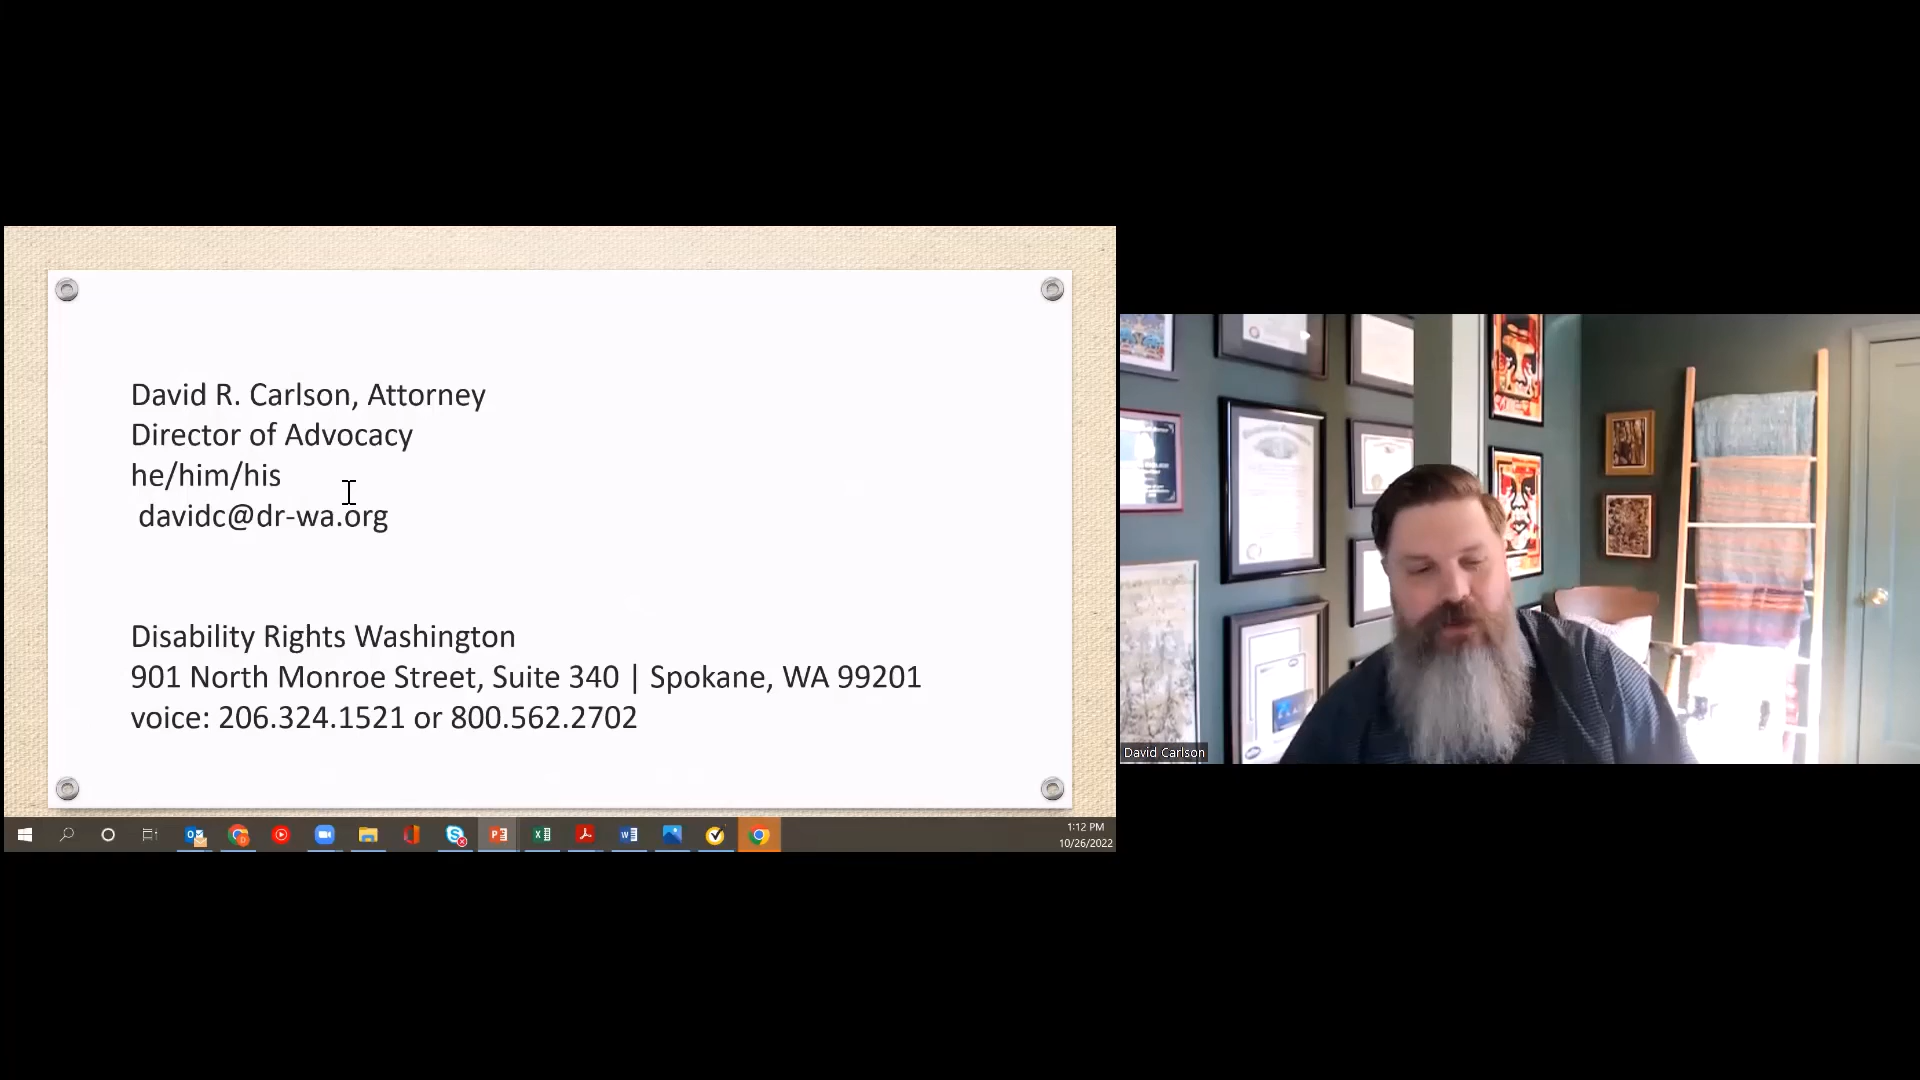 David R. Carlson, Attorney
Director of Advocacy
he/him/his
davidc@dr-wa.org
Disability Rights Washington
901 North Monroe Street, Suite 340 | Spokane, WA 99201
voice: 206.324.1521 or 800.562.2702
1:12 PM
10/26/2022
David Carlson